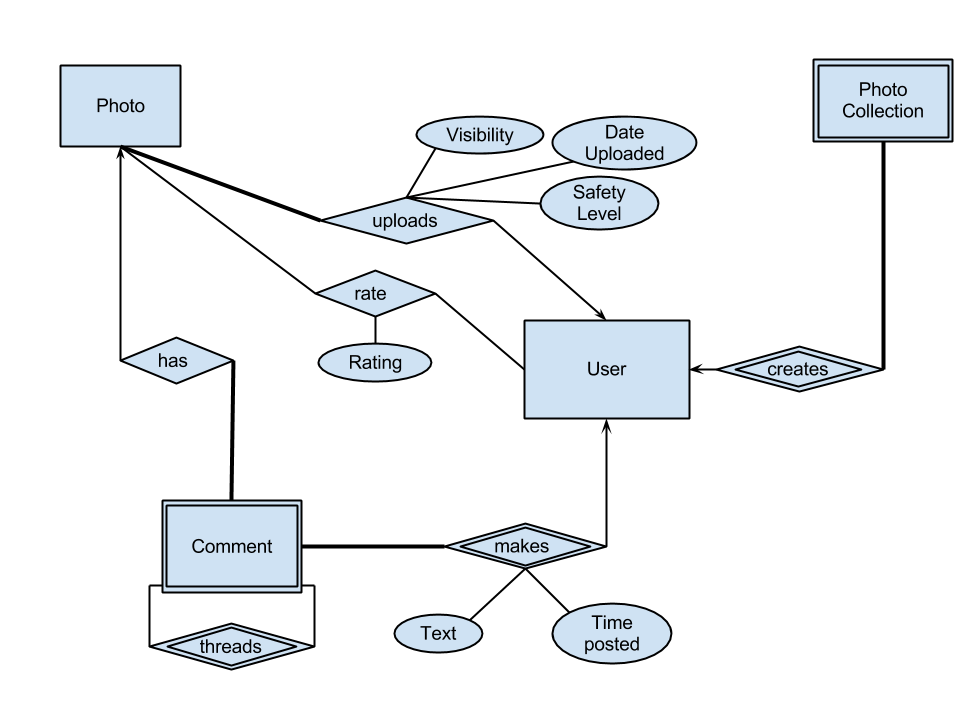 Photo
Photo
Collection
Visibility
Date
Uploaded
Safety
Level
uploads
rate
Rating
has
User
creates
Comment
makes
Text
Time
posted
threads